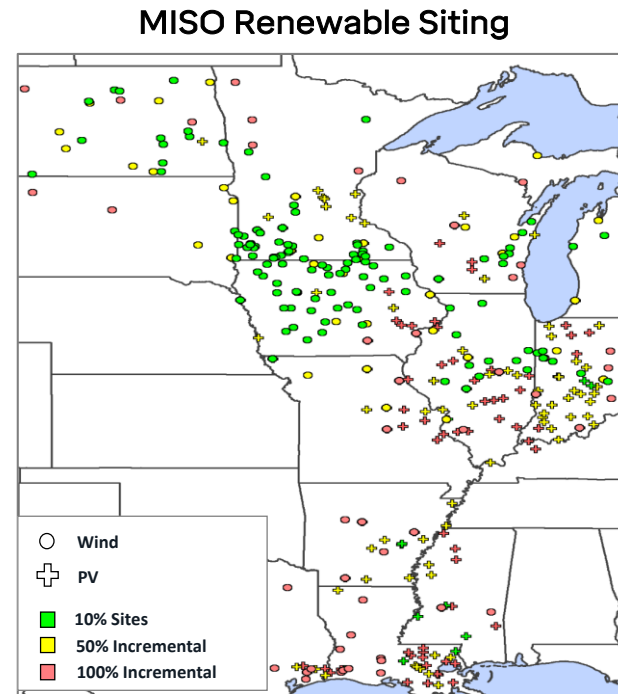 MISO Renewable Siting
Wind
PV
10% Sites
50% Incremental
100% Incremental